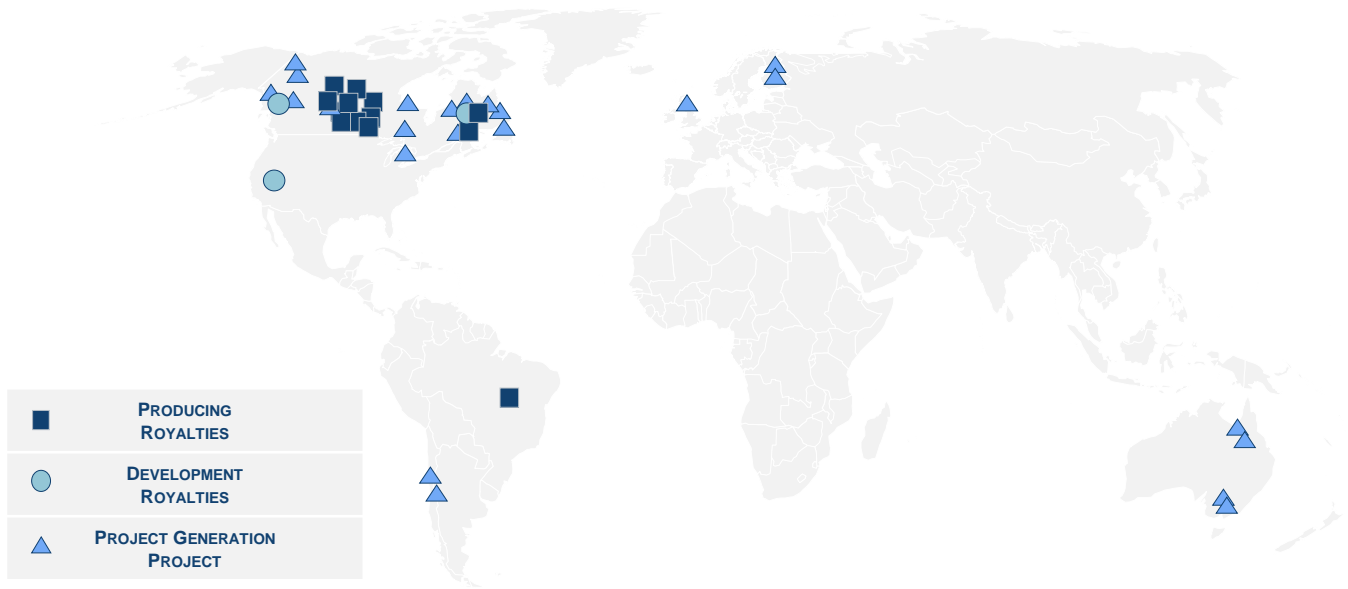 PRODUCING
ROYALTIES
DEVELOPMENT
ROYALTIES
PROJECT GENERATION
PROJECT